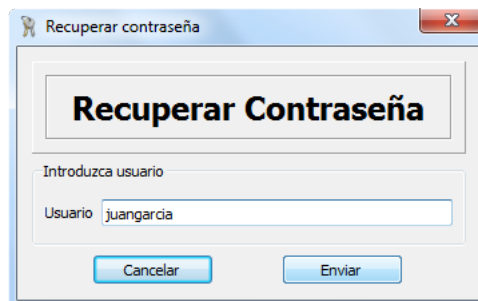 Recuperar contraseña
Recuperar Contraseña
Introduzca usuario
Usuario juangarcia
Cancelar Enviar